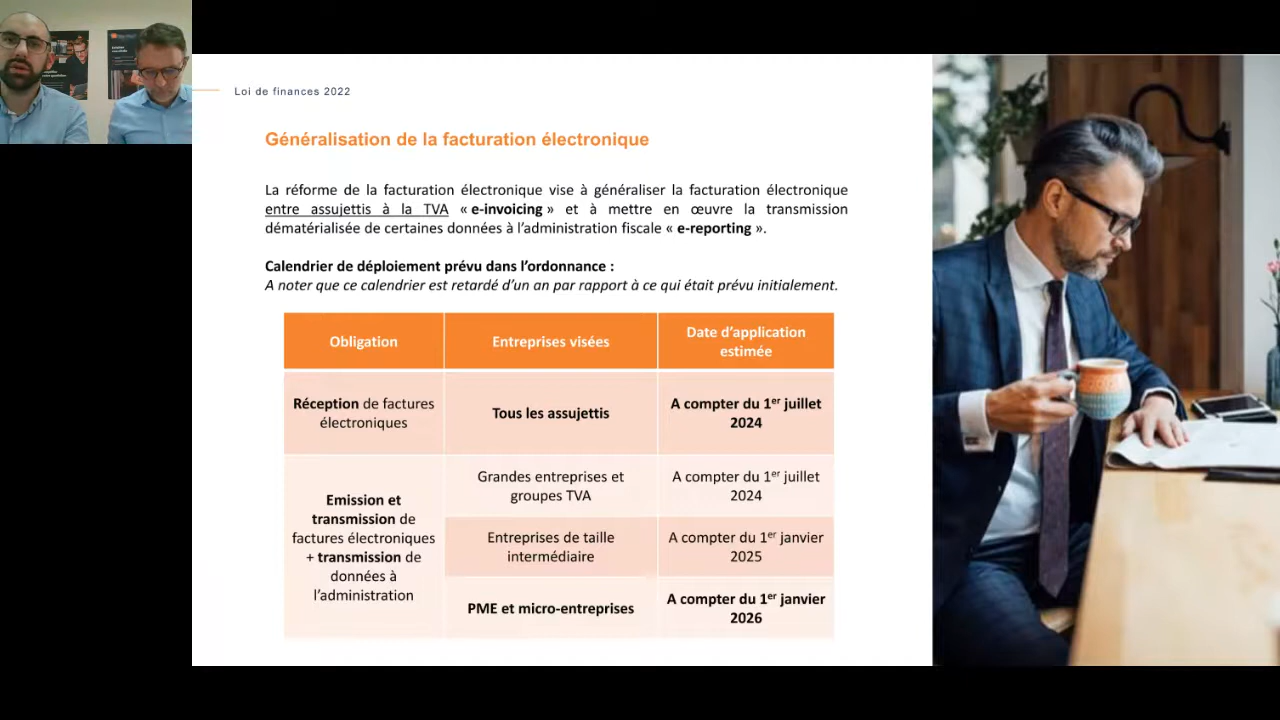 Loi de finances 2022
Généralisation de la facturation électronique
La réforme de la facturation électronique vise à généraliser la facturation électronique
entre assujettis à la TVA « e-invoicing » et à mettre en œuvre la transmission
dématérialisée de certaines données à l’administration fiscale « e-reporting ».
Calendrier de déploiement prévu dans l’ordonnance :
A noter que ce calendrier est retardé d’un an par rapport à ce qui était prévu initialement.
Obligation
Entreprises visées
Date d’application
estimée
Réception de factures
électroniques
Tous les assujettis
A compter du 1er juillet
2024
Emission et
transmission de
factures électroniques
+ transmission de
données à
l’administration
Grandes entreprises et
groupes TVA
A compter du 1er juillet
2024
Entreprises de taille
intermédiaire
A compter du 1er janvier
2025
PME et micro-entreprises
A compter du 1er janvier
2026